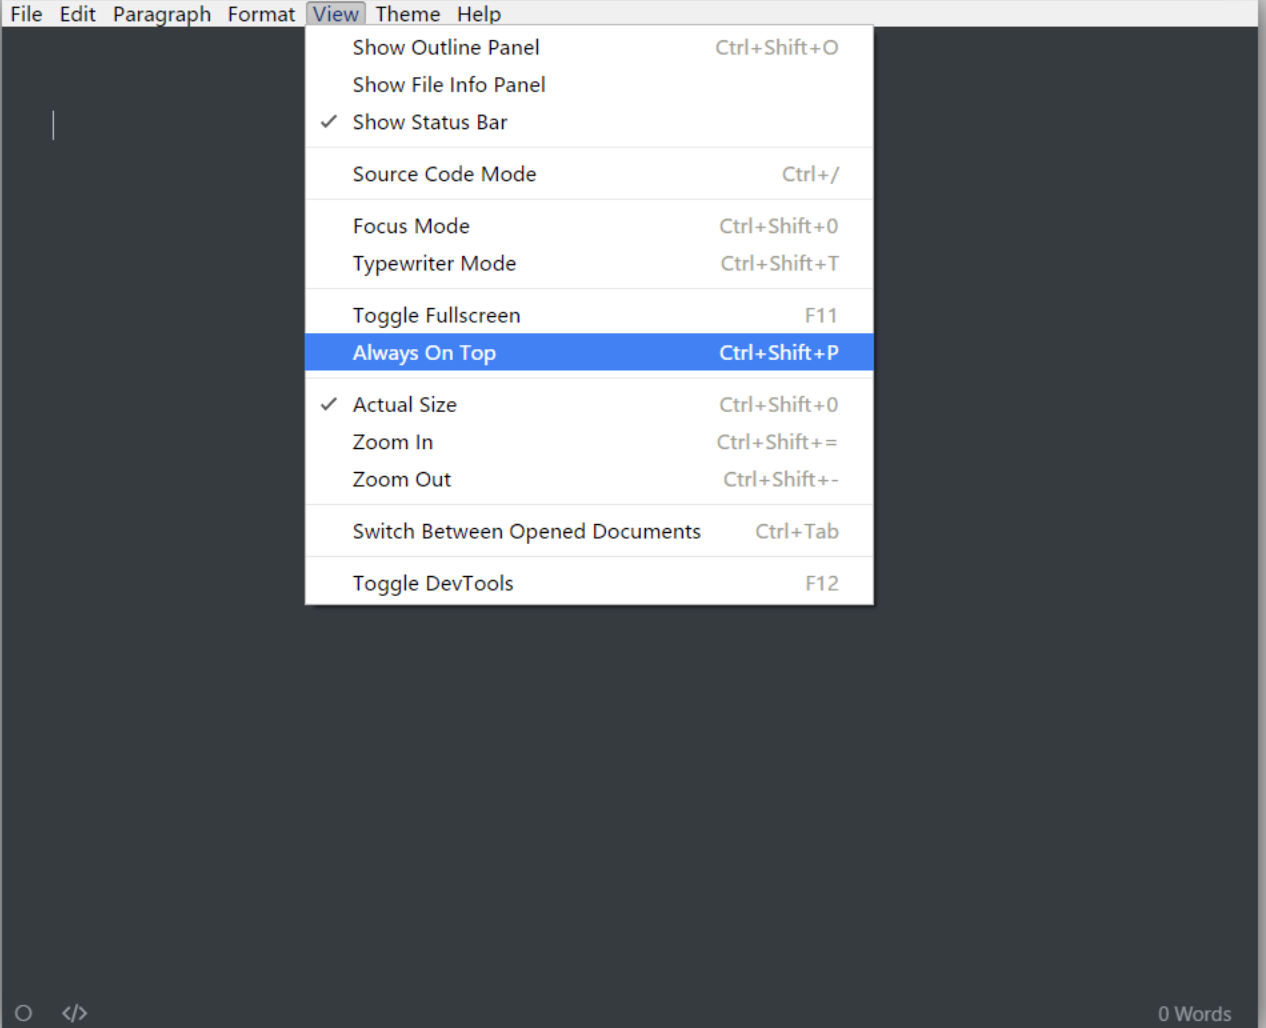 File Edit Paragraph Format View Theme Help
Show Outline Panel Ctrl+Shift+O
Show File Info Panel
✓ Show Status Bar
Source Code Mode Ctrl+/
Focus Mode Ctrl+Shift+0
Typewriter Mode Ctrl+Shift+T
Toggle Fullscreen F11
Always On Top Ctrl+Shift+P
✓ Actual Size Ctrl+Shift+0
Zoom In Ctrl+Shift+=
Zoom Out Ctrl+Shift+-
Switch Between Opened Documents Ctrl+Tab
Toggle DevTools F12
</> 0 Words